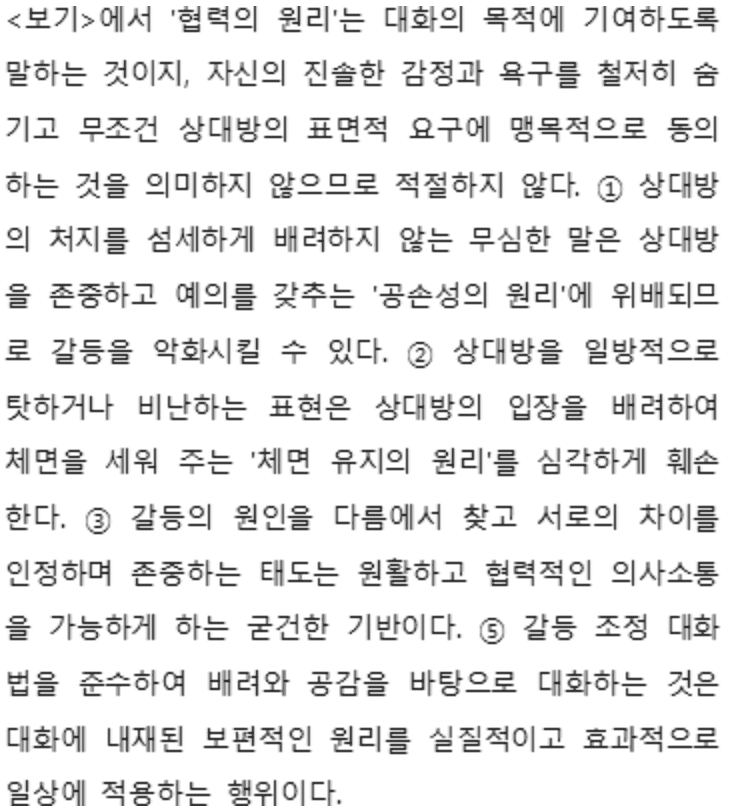 <보기>에서 '협력의 원리'는 대화의 목적에 기여하도록
말하는 것이지, 자신의 진솔한 감정과 욕구를 철저히 숨
기고 무조건 상대방의 표면적 요구에 맹목적으로 동의
하는 것을 의미하지 않으므로 적절하지 않다. ① 상대방
의 처지를 섬세하게 배려하지 않는 무심한 말은 상대방
을 존중하고 예의를 갖추는 '공손성의 원리'에 위배되므
로 갈등을 악화시킬 수 있다. ② 상대방을 일방적으로
탓하거나 비난하는 표현은 상대방의 입장을 배려하여
체면을 세워 주는 '체면 유지의 원리'를 심각하게 훼손
한다. ③ 갈등의 원인을 다름에서 찾고 서로의 차이를
인정하며 존중하는 태도는 원활하고 협력적인 의사소통
을 가능하게 하는 굳건한 기반이다. ⑤ 갈등 조정 대화
법을 준수하여 배려와 공감을 바탕으로 대화하는 것은
대화에 내재된 보편적인 원리를 실질적이고 효과적으로
일상에 적용하는 행위이다.